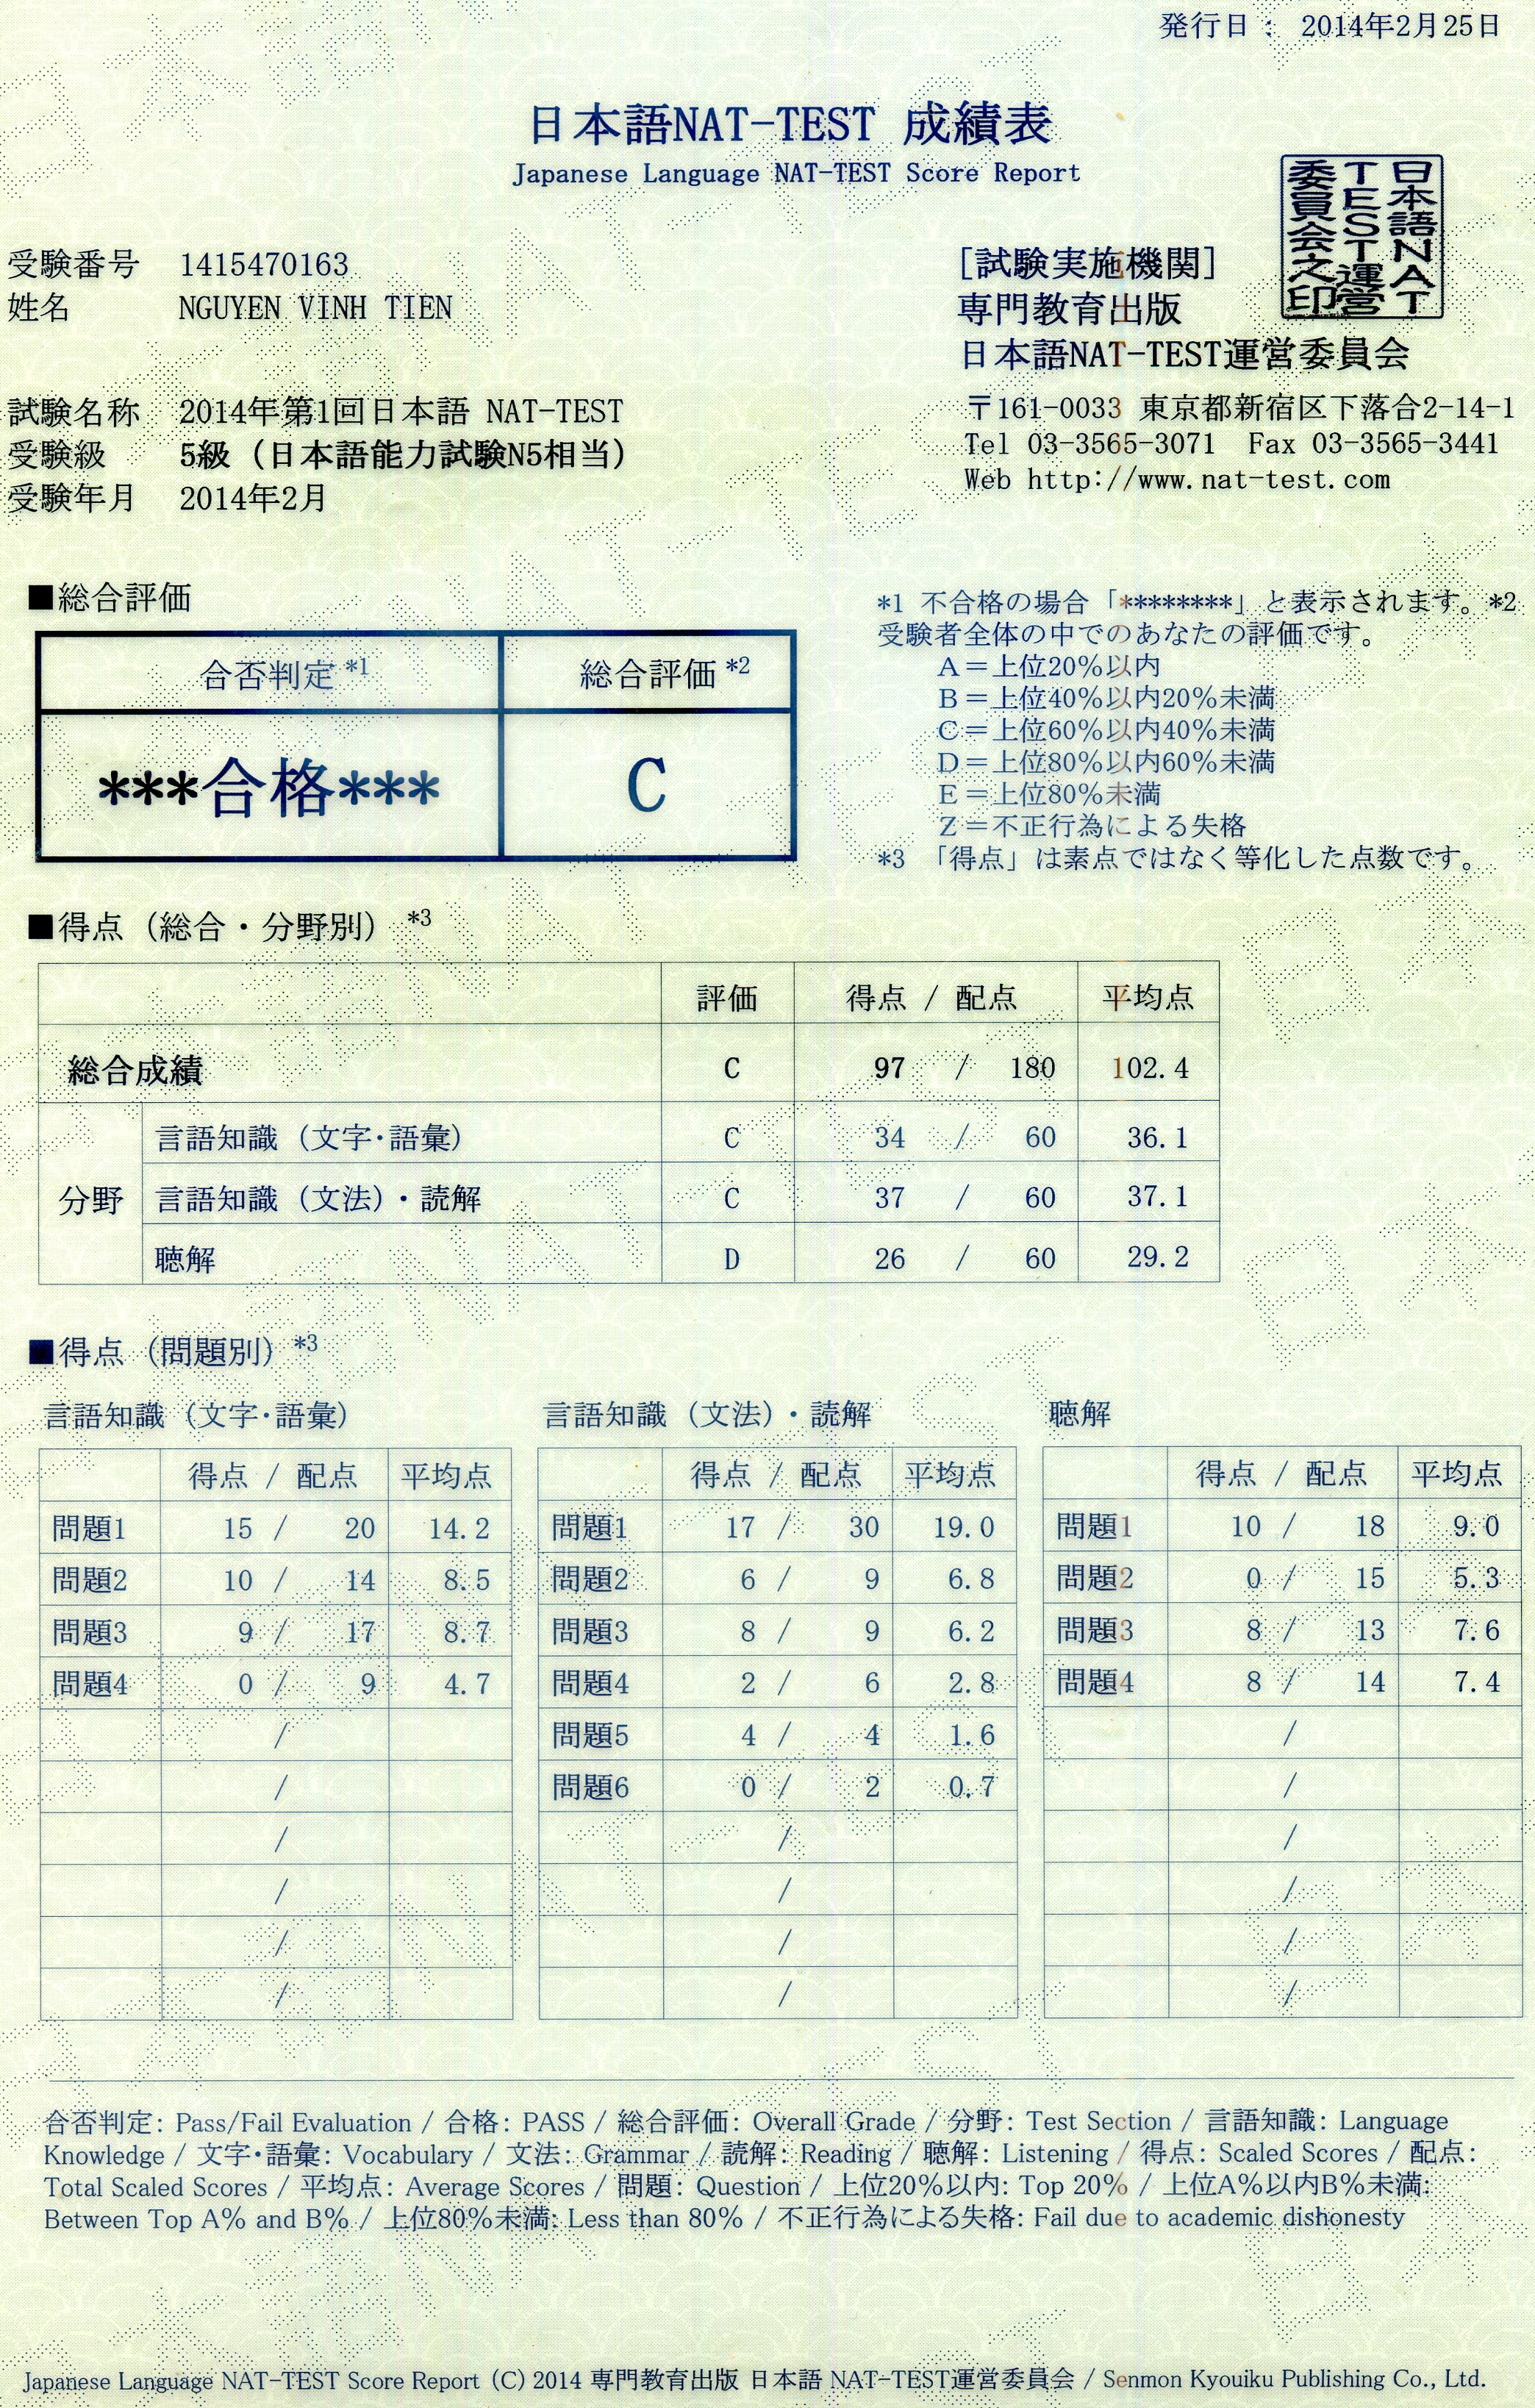 発行日： 2014年2月25日
日本語NAT-TEST 成績表
Japanese Language NAT-TEST Score Report
日本語NAT
TEST運営
委員会之印
受験番号 1415470163
姓名 NGUYEN VINH TIEN
[試験実施機関]
専門教育出版
日本語NAT-TEST運営委員会
〒161-0033 東京都新宿区下落合2-14-1
Tel 03-3565-3071 Fax 03-3565-3441
Web http://www.nat-test.com
試験名称 2014年第1回日本語 NAT-TEST
受験級 5級（日本語能力試験N5相当）
受験年月 2014年2月
■総合評価
合否判定 *1 総合評価 *2
***合格*** C
*1 不合格の場合「********」と表示されます。*2
受験者全体の中でのあなたの評価です。
A＝上位20%以内
B＝上位40%以内20%未満
C＝上位60%以内40%未満
D＝上位80%以内60%未満
E＝上位80%未満
Z＝不正行為による失格
*3 「得点」は素点ではなく等化した点数です。
■得点（総合・分野別） *3
評価 得点 / 配点 平均点
総合成績 C 97 / 180 102.4
分野
言語知識（文字・語彙） C 34 / 60 36.1
言語知識（文法）・読解 C 37 / 60 37.1
聴解 D 26 / 60 29.2
■得点（問題別） *3
言語知識（文字・語彙）
得点 / 配点 平均点
問題1 15 / 20 14.2
問題2 10 / 14 8.5
問題3 9 / 17 8.7
問題4 0 / 9 4.7
/
/
/
/
/
/
言語知識（文法）・読解
得点 / 配点 平均点
問題1 17 / 30 19.0
問題2 6 / 9 6.8
問題3 8 / 9 6.2
問題4 2 / 6 2.8
問題5 4 / 4 1.6
問題6 0 / 2 0.7
/
/
/
/
聴解
得点 / 配点 平均点
問題1 10 / 18 9.0
問題2 0 / 15 5.3
問題3 8 / 13 7.6
問題4 8 / 14 7.4
/
/
/
/
/
/
合否判定: Pass/Fail Evaluation / 合格: PASS / 総合評価: Overall Grade / 分野: Test Section / 言語知識: Language
Knowledge / 文字・語彙: Vocabulary / 文法: Grammar / 読解: Reading / 聴解: Listening / 得点: Scaled Scores / 配点:
Total Scaled Scores / 平均点: Average Scores / 問題: Question / 上位20%以内: Top 20% / 上位A%以内B%未満:
Between Top A% and B% / 上位80%未満: Less than 80% / 不正行為による失格: Fail due to academic dishonesty
Japanese Language NAT-TEST Score Report (C) 2014 専門教育出版 日本語 NAT-TEST運営委員会 / Senmon Kyouiku Publishing Co., Ltd.